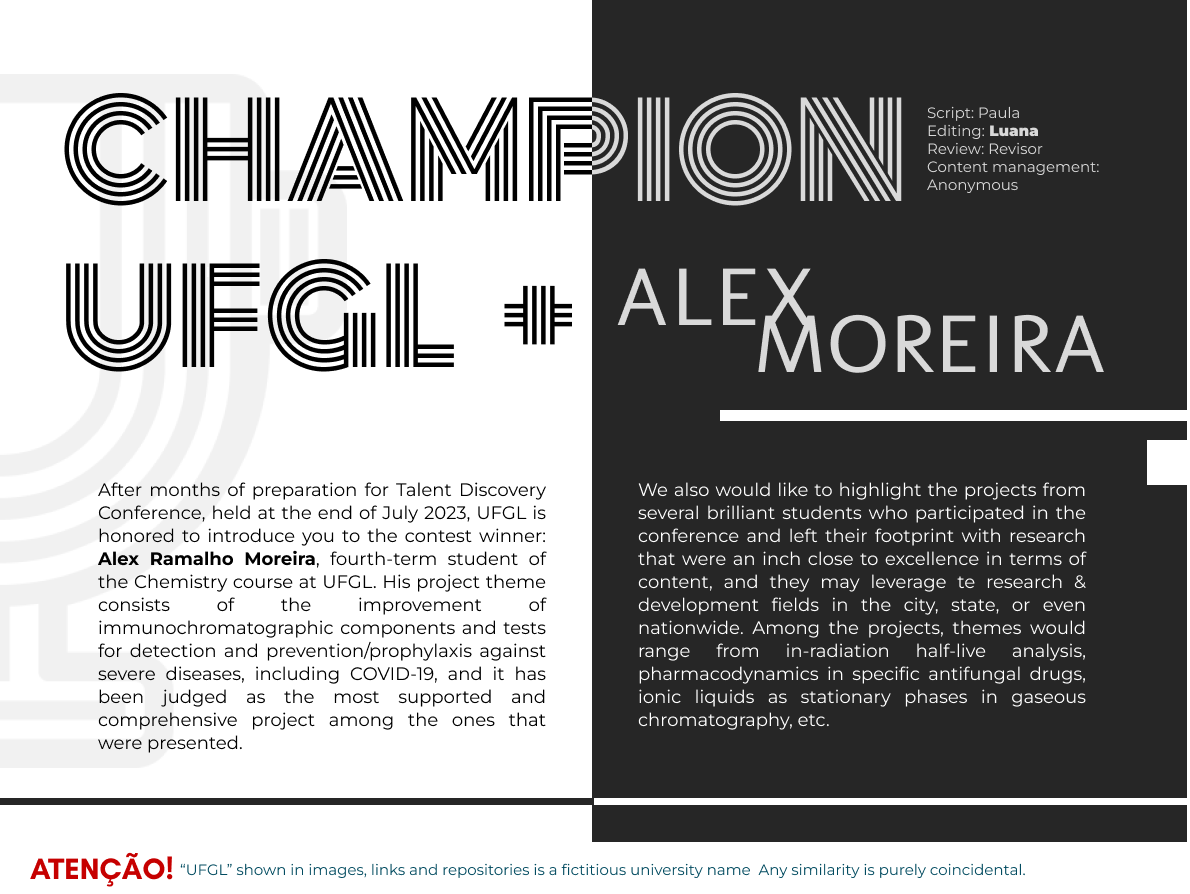 CHAMPION
Script: Paula
Editing: Luana
Review: Revisor
Content management:
Anonymous
UFGL +
ALEX
MOREIRA
After months of preparation for Talent Discovery
Conference, held at the end of July 2023, UFGL is
honored to introduce you to the contest winner:
Alex Ramalho Moreira, fourth-term student of
the Chemistry course at UFGL. His project theme
consists of the improvement of
immunochromatographic components and tests
for detection and prevention/prophylaxis against
severe diseases, including COVID-19, and it has
been judged as the most supported and
comprehensive project among the ones that
were presented.
We also would like to highlight the projects from
several brilliant students who participated in the
conference and left their footprint with research
that were an inch close to excellence in terms of
content, and they may leverage te research &
development fields in the city, state, or even
nationwide. Among the projects, themes would
range from in-radiation half-live analysis,
pharmacodynamics in specific antifungal drugs,
ionic liquids as stationary phases in gaseous
chromatography, etc.
ATENÇÃO! “UFGL” shown in images, links and repositories is a fictitious university name  Any similarity is purely coincidental.